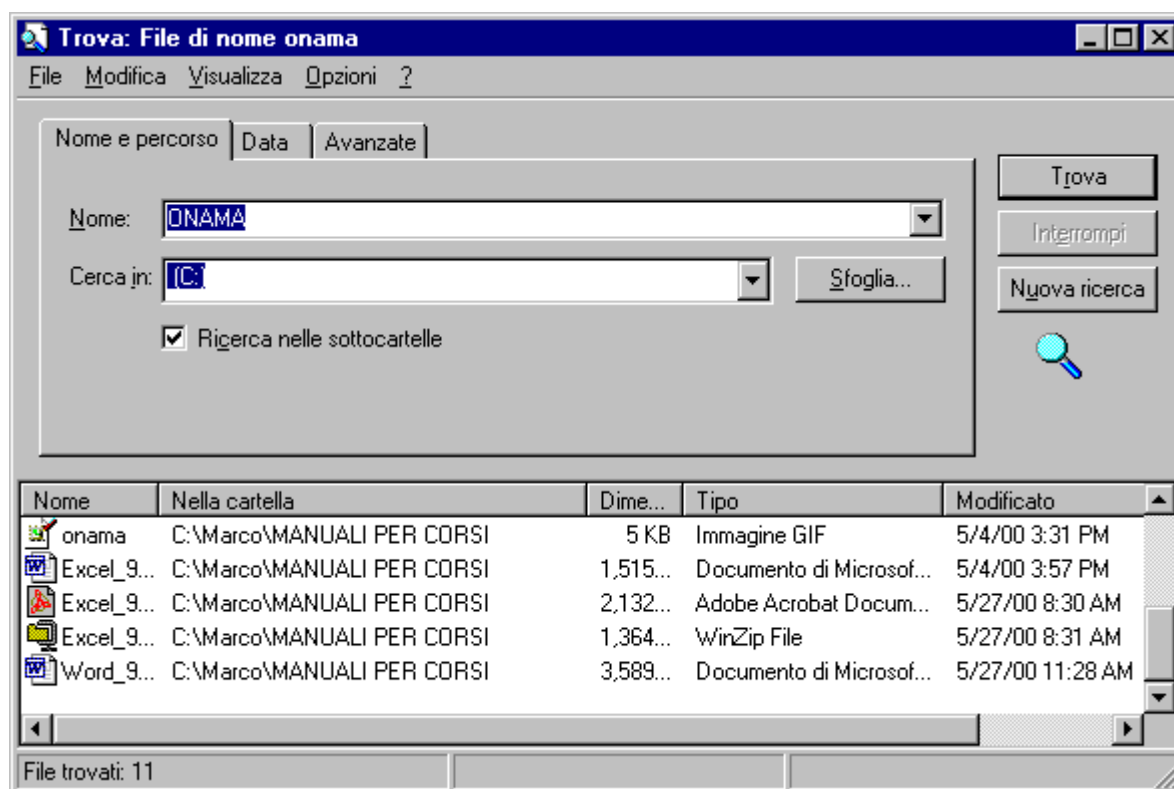 Trova: File di nome onama
File Modifica Visualizza Opzioni ?
Nome e percorso Data Avanzate
Nome: ONAMA
Cerca in: (C:)
Sfoglia...
Ricerca nelle sottocartelle
Trova
Interrompi
Nuova ricerca
Nome Nella cartella Dime... Tipo Modificato
onama C:\Marco\MANUALI PER CORSI 5 KB Immagine GIF 5/4/00 3:31 PM
Excel_9... C:\Marco\MANUALI PER CORSI 1,515... Documento di Microsof... 5/4/00 3:57 PM
Excel_9... C:\Marco\MANUALI PER CORSI 2,132... Adobe Acrobat Docum... 5/27/00 8:30 AM
Excel_9... C:\Marco\MANUALI PER CORSI 1,364... WinZip File 5/27/00 8:31 AM
Word_9... C:\Marco\MANUALI PER CORSI 3,589... Documento di Microsof... 5/27/00 11:28 AM
File trovati: 11